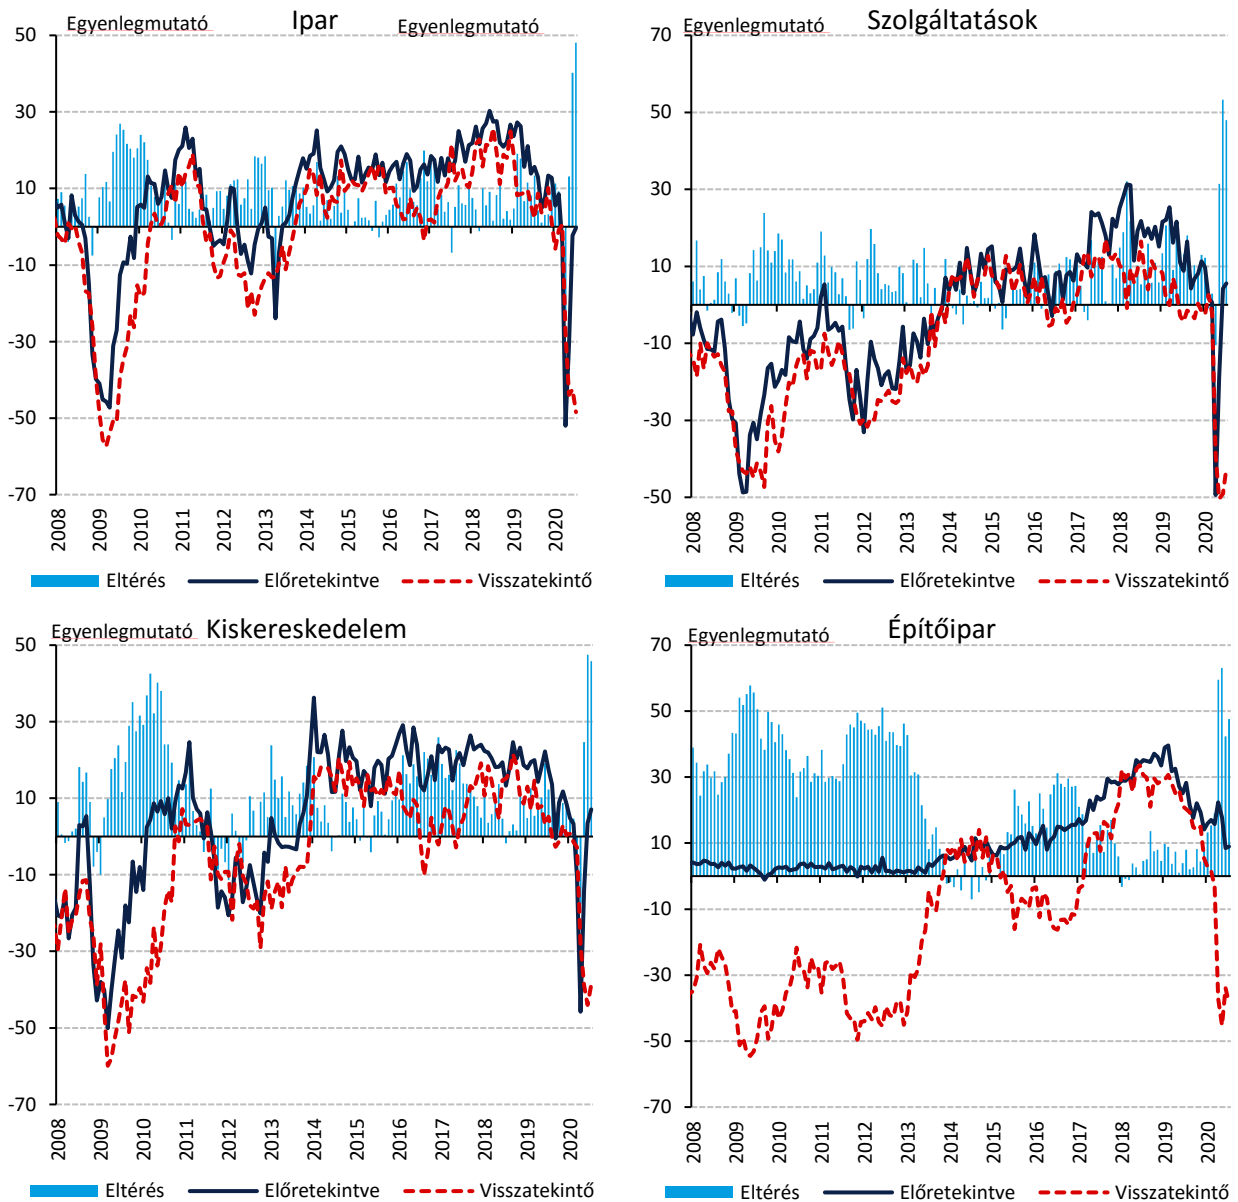 Egyenlegmutató Ipar Egyenlegmutató
50
30
10
-10
-30
-50
-70
2008 2009 2010 2011 2012 2013 2014 2015 2016 2017 2018 2019 2020
Eltérés Előretekintve Visszatekintő
Egyenlegmutató Szolgáltatások
70
50
30
10
-10
-30
-50
2008 2009 2010 2011 2012 2013 2014 2015 2016 2017 2018 2019 2020
Eltérés Előretekintve Visszatekintő
Egyenlegmutató Kiskereskedelem
50
30
10
-10
-30
-50
-70
2008 2009 2010 2011 2012 2013 2014 2015 2016 2017 2018 2019 2020
Eltérés Előretekintve Visszatekintő
Egyenlegmutató Építőipar
70
50
30
10
-10
-30
-50
-70
2008 2009 2010 2011 2012 2013 2014 2015 2016 2017 2018 2019 2020
Eltérés Előretekintve Visszatekintő